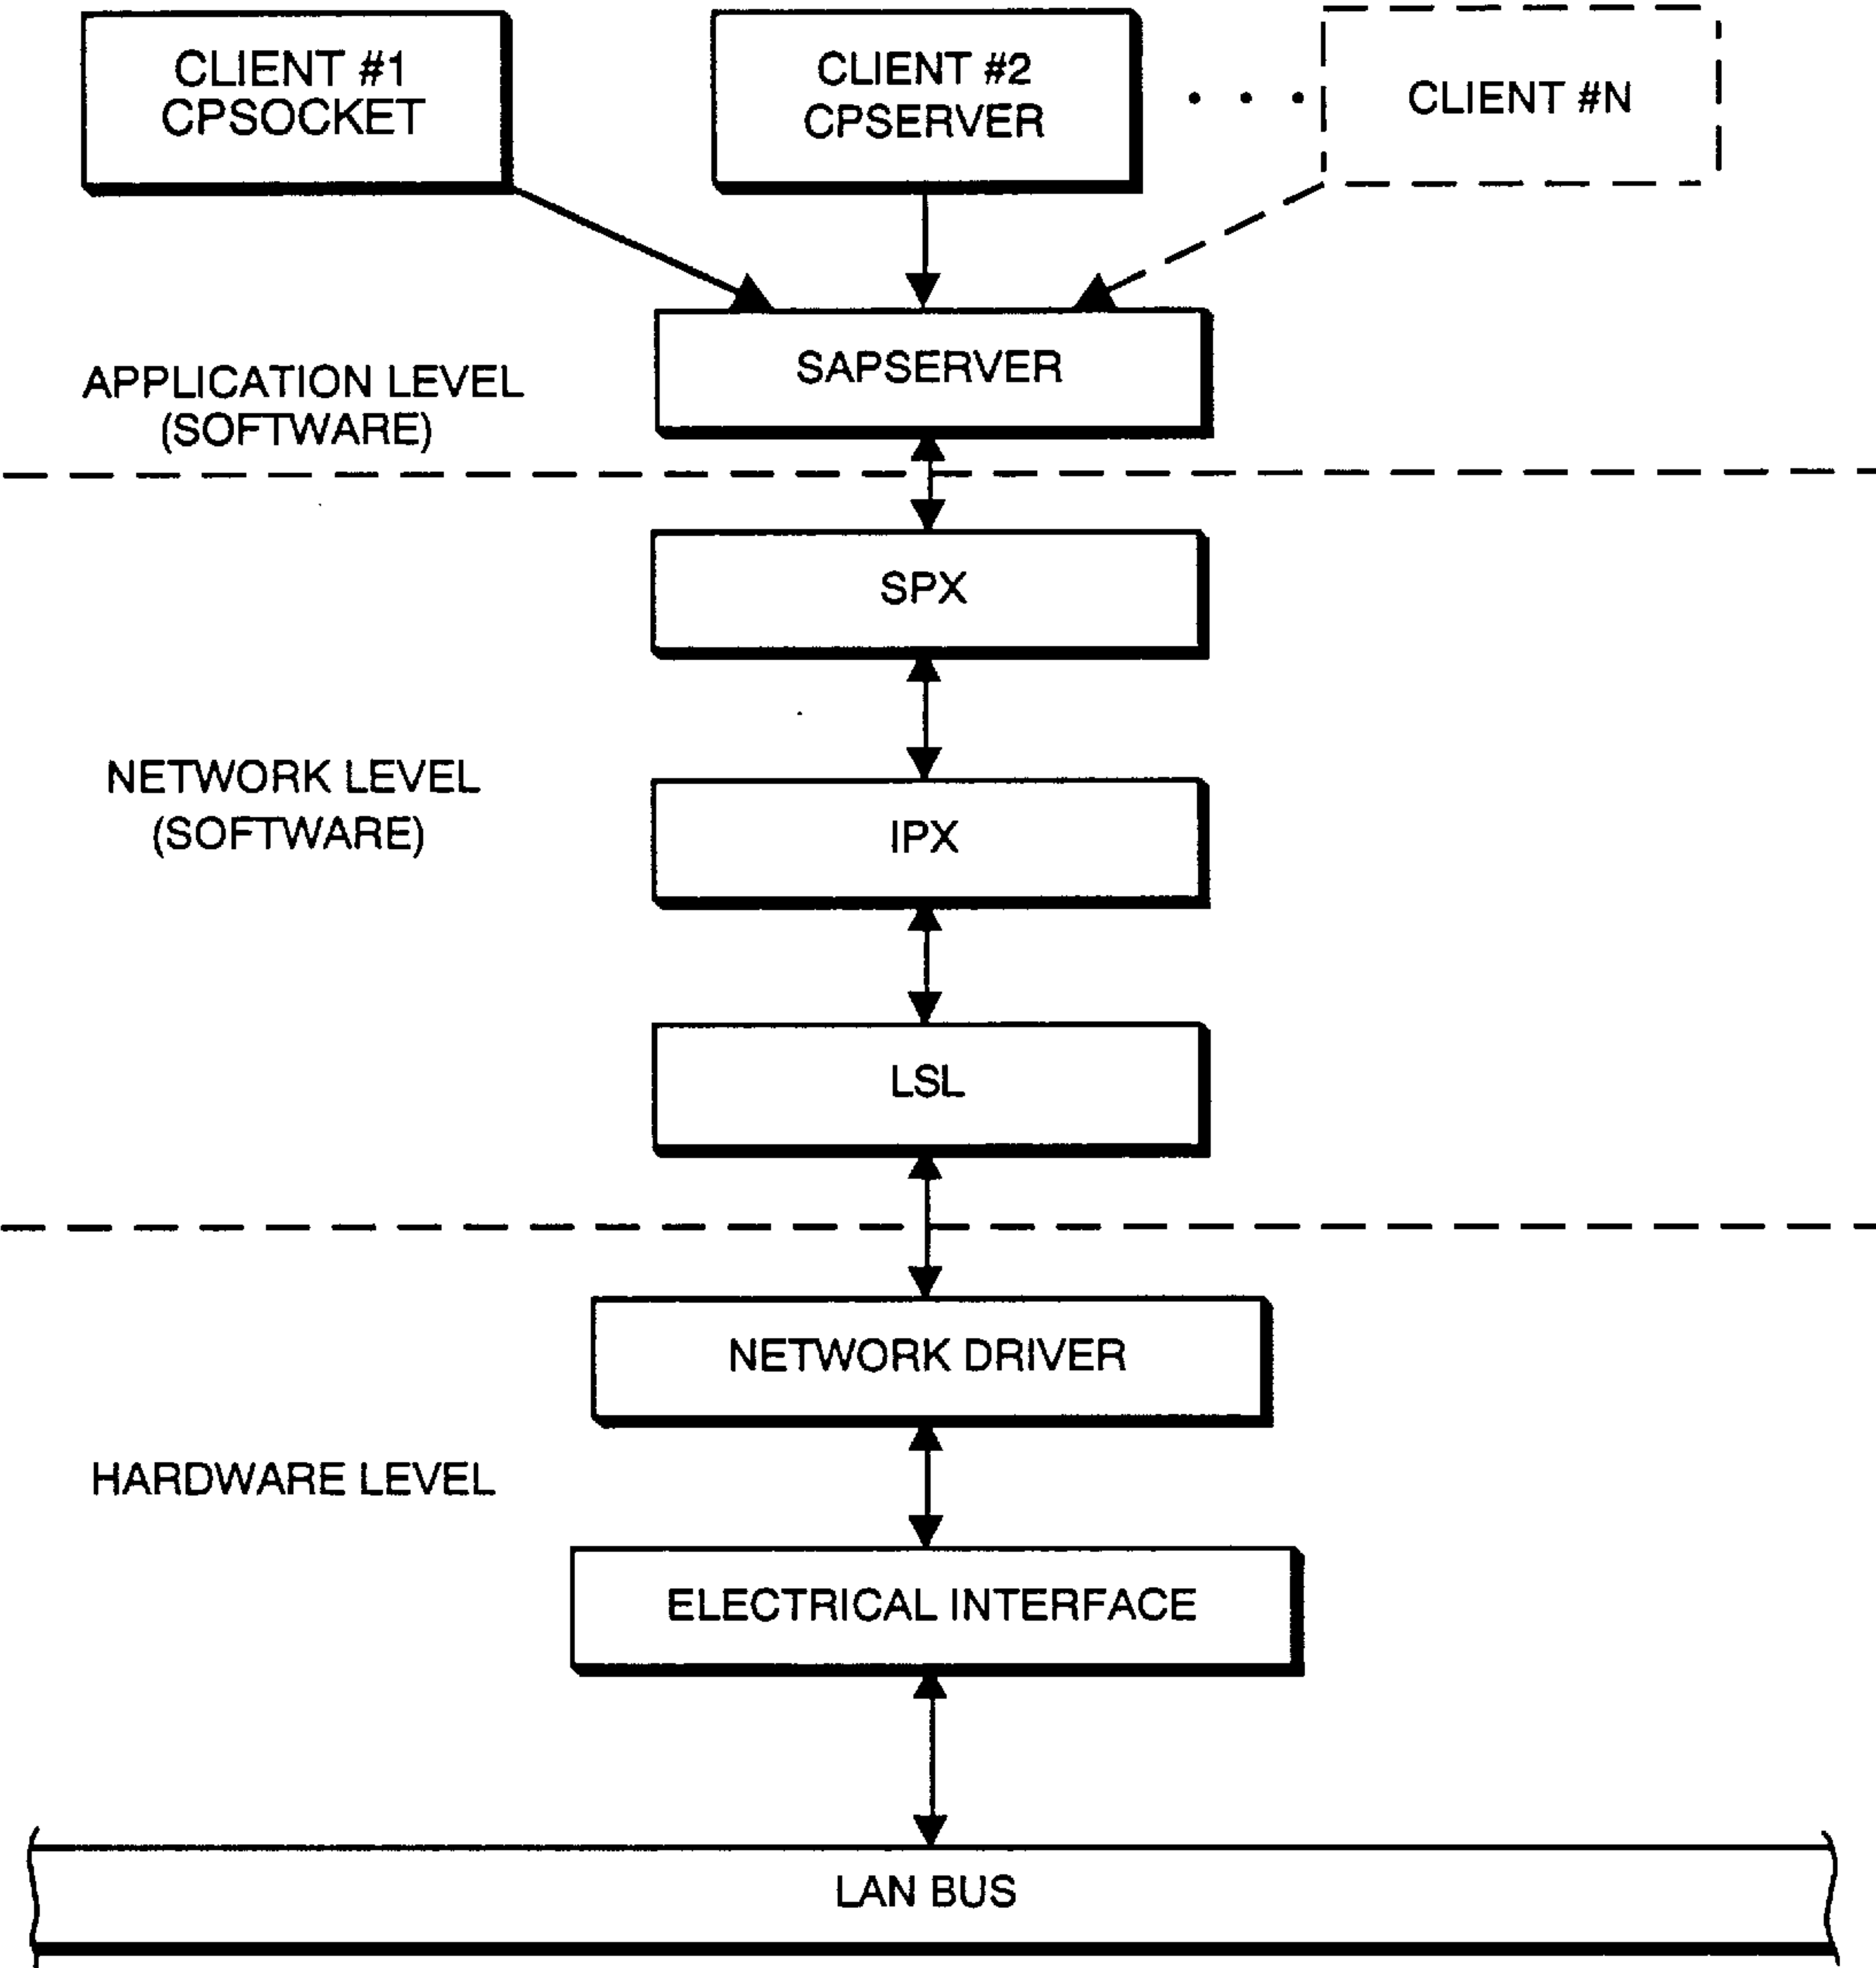 CLIENT #1
CPSOCKET
CLIENT #2
CPSERVER
CLIENT #N
SAPSERVER
APPLICATION LEVEL
(SOFTWARE)
SPX
NETWORK LEVEL
(SOFTWARE)
IPX
LSL
NETWORK DRIVER
HARDWARE LEVEL
ELECTRICAL INTERFACE
LAN BUS